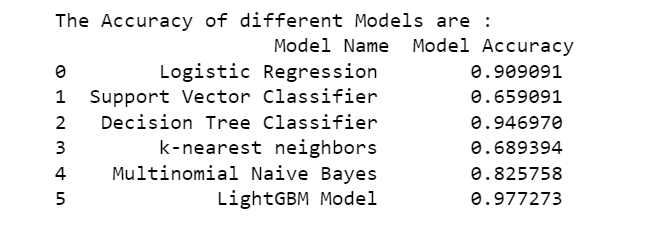 The Accuracy of different Models are :
Model Name Model Accuracy
0 Logistic Regression 0.909091
1 Support Vector Classifier 0.659091
2 Decision Tree Classifier 0.946970
3 k-nearest neighbors 0.689394
4 Multinomial Naive Bayes 0.825758
5 LightGBM Model 0.977273